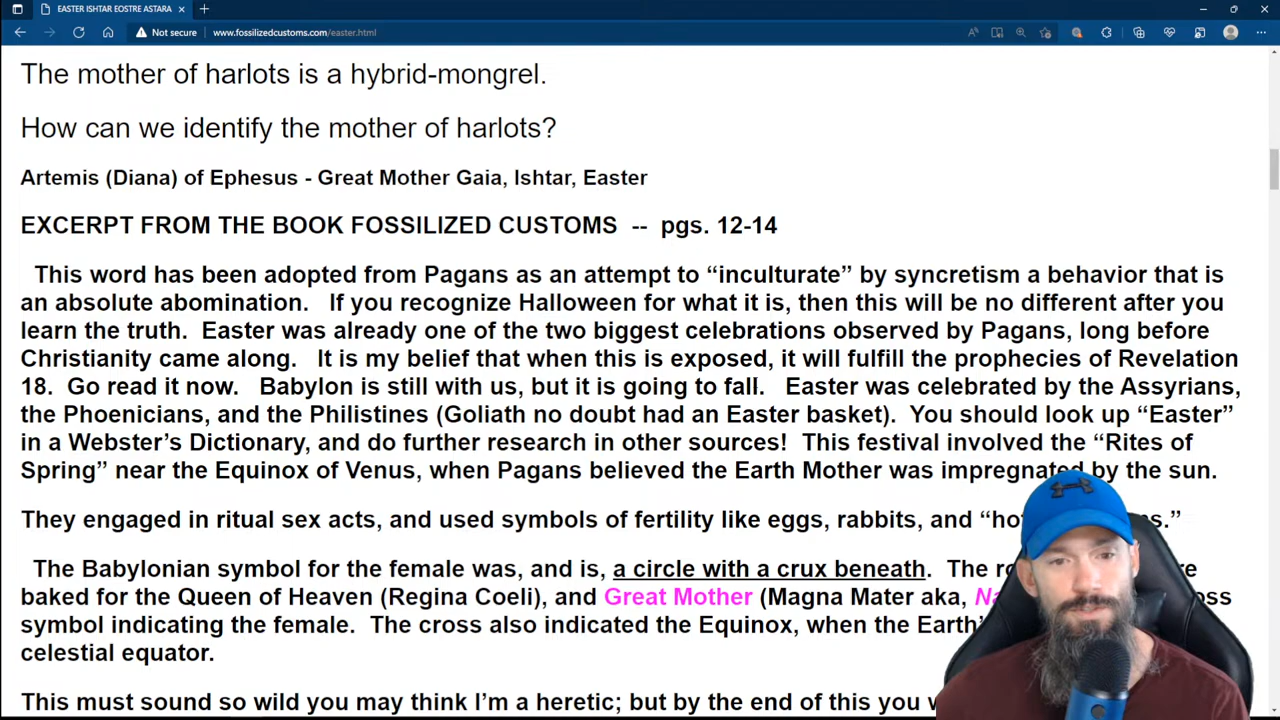 EASTER ISHTAR EOSTRE ASTARA
Not secure www.fossilizedcustoms.com/easter.html
The mother of harlots is a hybrid-mongrel.
How can we identify the mother of harlots?
Artemis (Diana) of Ephesus - Great Mother Gaia, Ishtar, Easter
EXCERPT FROM THE BOOK FOSSILIZED CUSTOMS -- pgs. 12-14
This word has been adopted from Pagans as an attempt to “inculturate” by syncretism a behavior that is
an absolute abomination. If you recognize Halloween for what it is, then this will be no different after you
learn the truth. Easter was already one of the two biggest celebrations observed by Pagans, long before
Christianity came along. It is my belief that when this is exposed, it will fulfill the prophecies of Revelation
18. Go read it now. Babylon is still with us, but it is going to fall. Easter was celebrated by the Assyrians,
the Phoenicians, and the Philistines (Goliath no doubt had an Easter basket). You should look up “Easter”
in a Webster’s Dictionary, and do further research in other sources! This festival involved the “Rites of
Spring” near the Equinox of Venus, when Pagans believed the Earth Mother was impregnated by the sun.
They engaged in ritual sex acts, and used symbols of fertility like eggs, rabbits, and
The Babylonian symbol for the female was, and is, a circle with a crux beneath. The
baked for the Queen of Heaven (Regina Coeli), and Great Mother (Magna Mater aka,
symbol indicating the female. The cross also indicated the Equinox, when the Earth’
celestial equator.
This must sound so wild you may think I’m a heretic; but by the end of this you